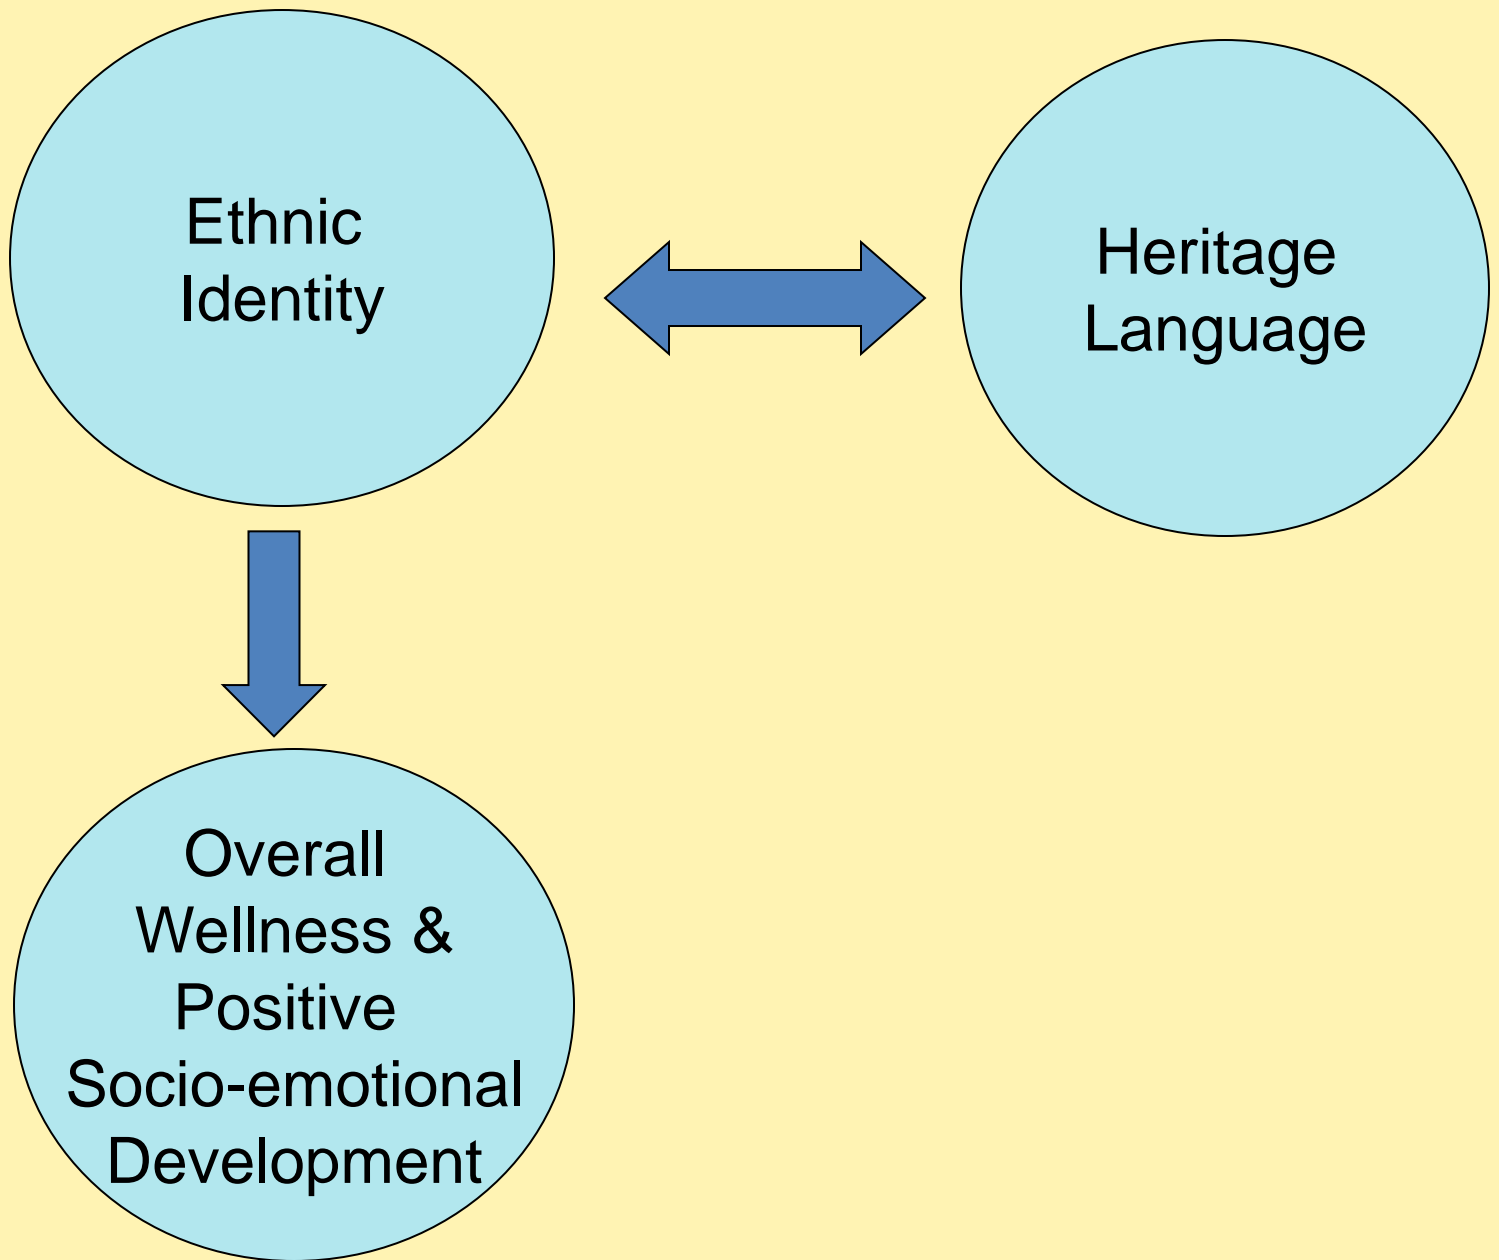 Ethnic
Identity
Heritage
Language
Overall
Wellness &
Positive
Socio-emotional
Development